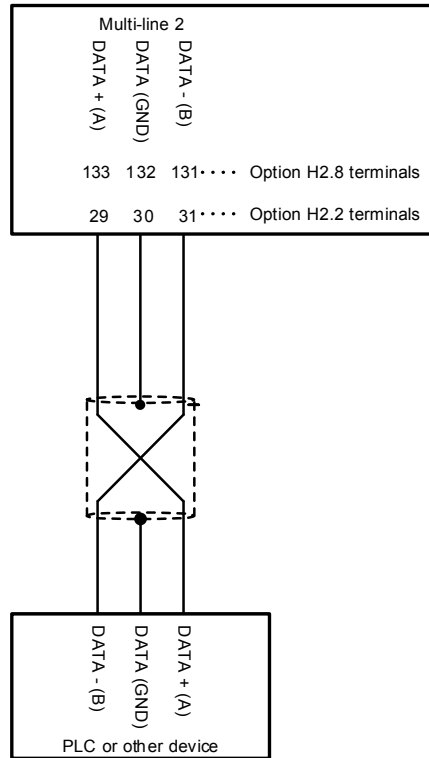 Multi-line 2
DATA + (A)
DATA (GND)
DATA - (B)
133 132 131···· Option H2.8 terminals
29 30 31···· Option H2.2 terminals
DATA - (B)
DATA (GND)
DATA + (A)
PLC or other device